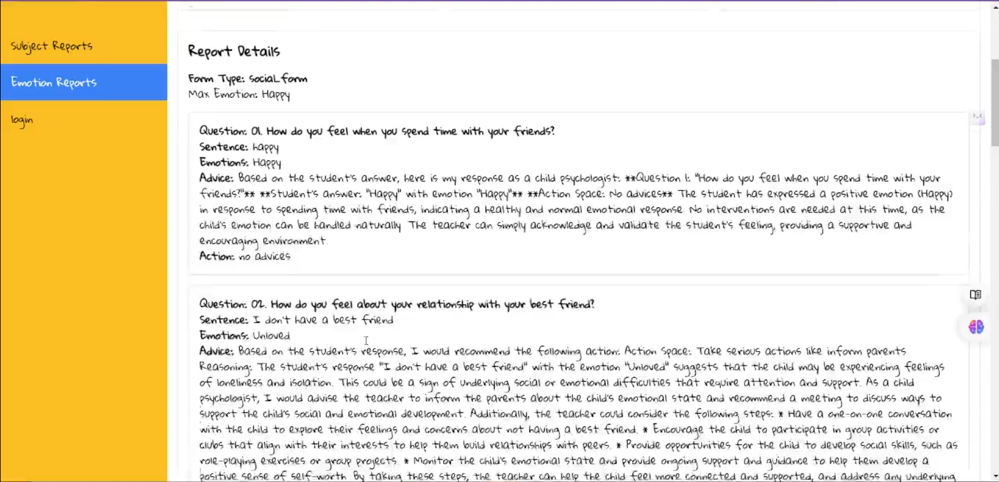 Subject Reports
Emotion Reports
login
Report Details
Form Type: social_form
Max Emotion: Happy
Question: 01. How do you feel when you spend time with your friends?
Sentence: happy
Emotions: Happy
Advice: Based on the student's answer, here is my response as a child psychologist: **Question 1: "How do you feel when you spend time with your
friends?"** **Student's answer: "Happy" with emotion "Happy"** **Action Space: No advices** The student has expressed a positive emotion (Happy)
in response to spending time with friends, indicating a healthy and normal emotional response. No interventions are needed at this time, as the
child's emotion can be handled naturally. The teacher can simply acknowledge and validate the student's feeling, providing a supportive and
encouraging environment.
Action: no advices
Question: 02. How do you feel about your relationship with your best friend?
Sentence: I don't have a best friend
Emotions: Unloved
Advice: Based on the student's response, I would recommend the following action: Action Space: Take serious actions like inform parents
Reasoning: The student's response "I don't have a best friend" with the emotion "Unloved" suggests that the child may be experiencing feelings
of loneliness and isolation. This could be a sign of underlying social or emotional difficulties that require attention and support. As a child
psychologist, I would advise the teacher to inform the parents about the child's emotional state and recommend a meeting to discuss ways to
support the child's social and emotional development. Additionally, the teacher could consider the following steps: * Have a one-on-one conversation
with the child to explore their feelings and concerns about not having a best friend. * Encourage the child to participate in group activities or
clubs that align with their interests to help them build relationships with peers. * Provide opportunities for the child to develop social skills, such as
role-playing exercises or group projects. * Monitor the child's emotional state and provide ongoing support and guidance to help them develop a
positive sense of self-worth. By taking these steps, the teacher can help the child feel more connected and supported, and address any underlying